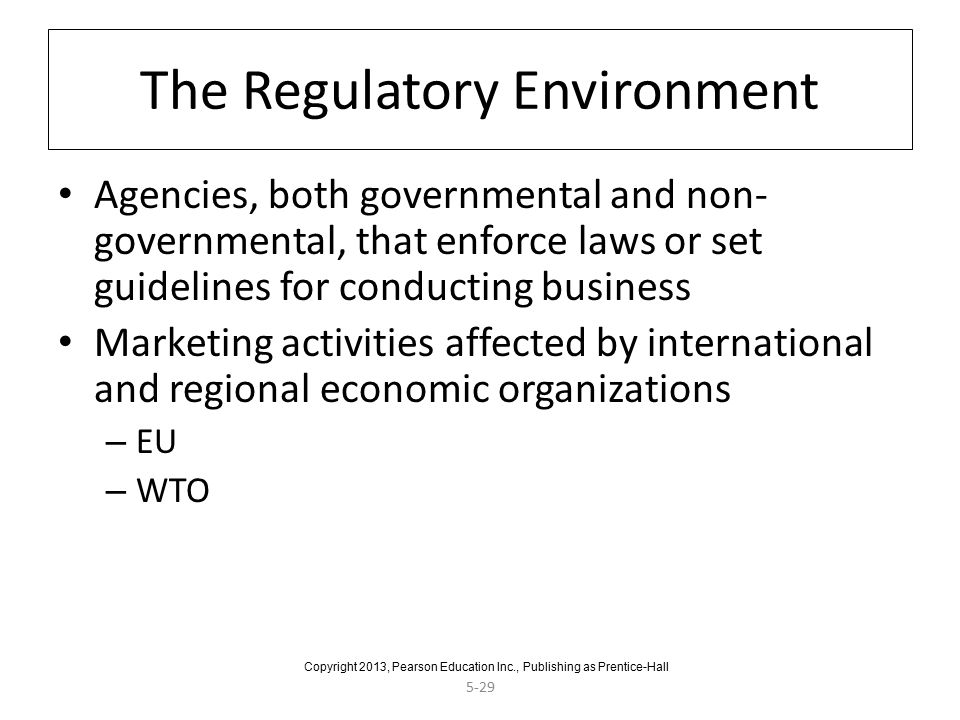 The Regulatory Environment
• Agencies, both governmental and non-
governmental, that enforce laws or set
guidelines for conducting business
• Marketing activities affected by international
and regional economic organizations
– EU
– WTO
Copyright 2013, Pearson Education Inc., Publishing as Prentice-Hall
5-29